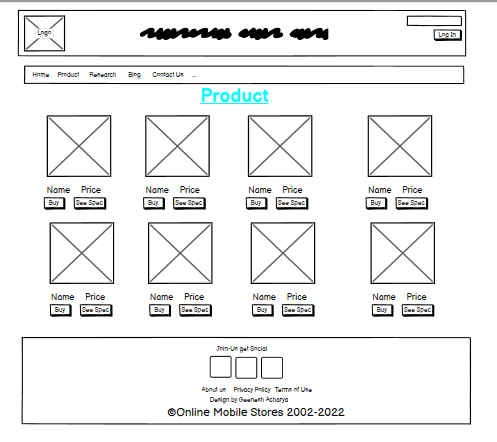 Logo
Log In
Home Product Research Blog Contact Us ...
Product
Name Price Name Price Name Price Name Price
Buy See Spec Buy See Spec Buy See Spec Buy See Spec
Name Price Name Price Name Price Name Price
Buy See Spec Buy See Spec Buy See Spec Buy See Spec
Join-Us get Social
About us Privacy Policy Terms of Use
Design by Geenesh Acharya
©Online Mobile Stores 2002-2022